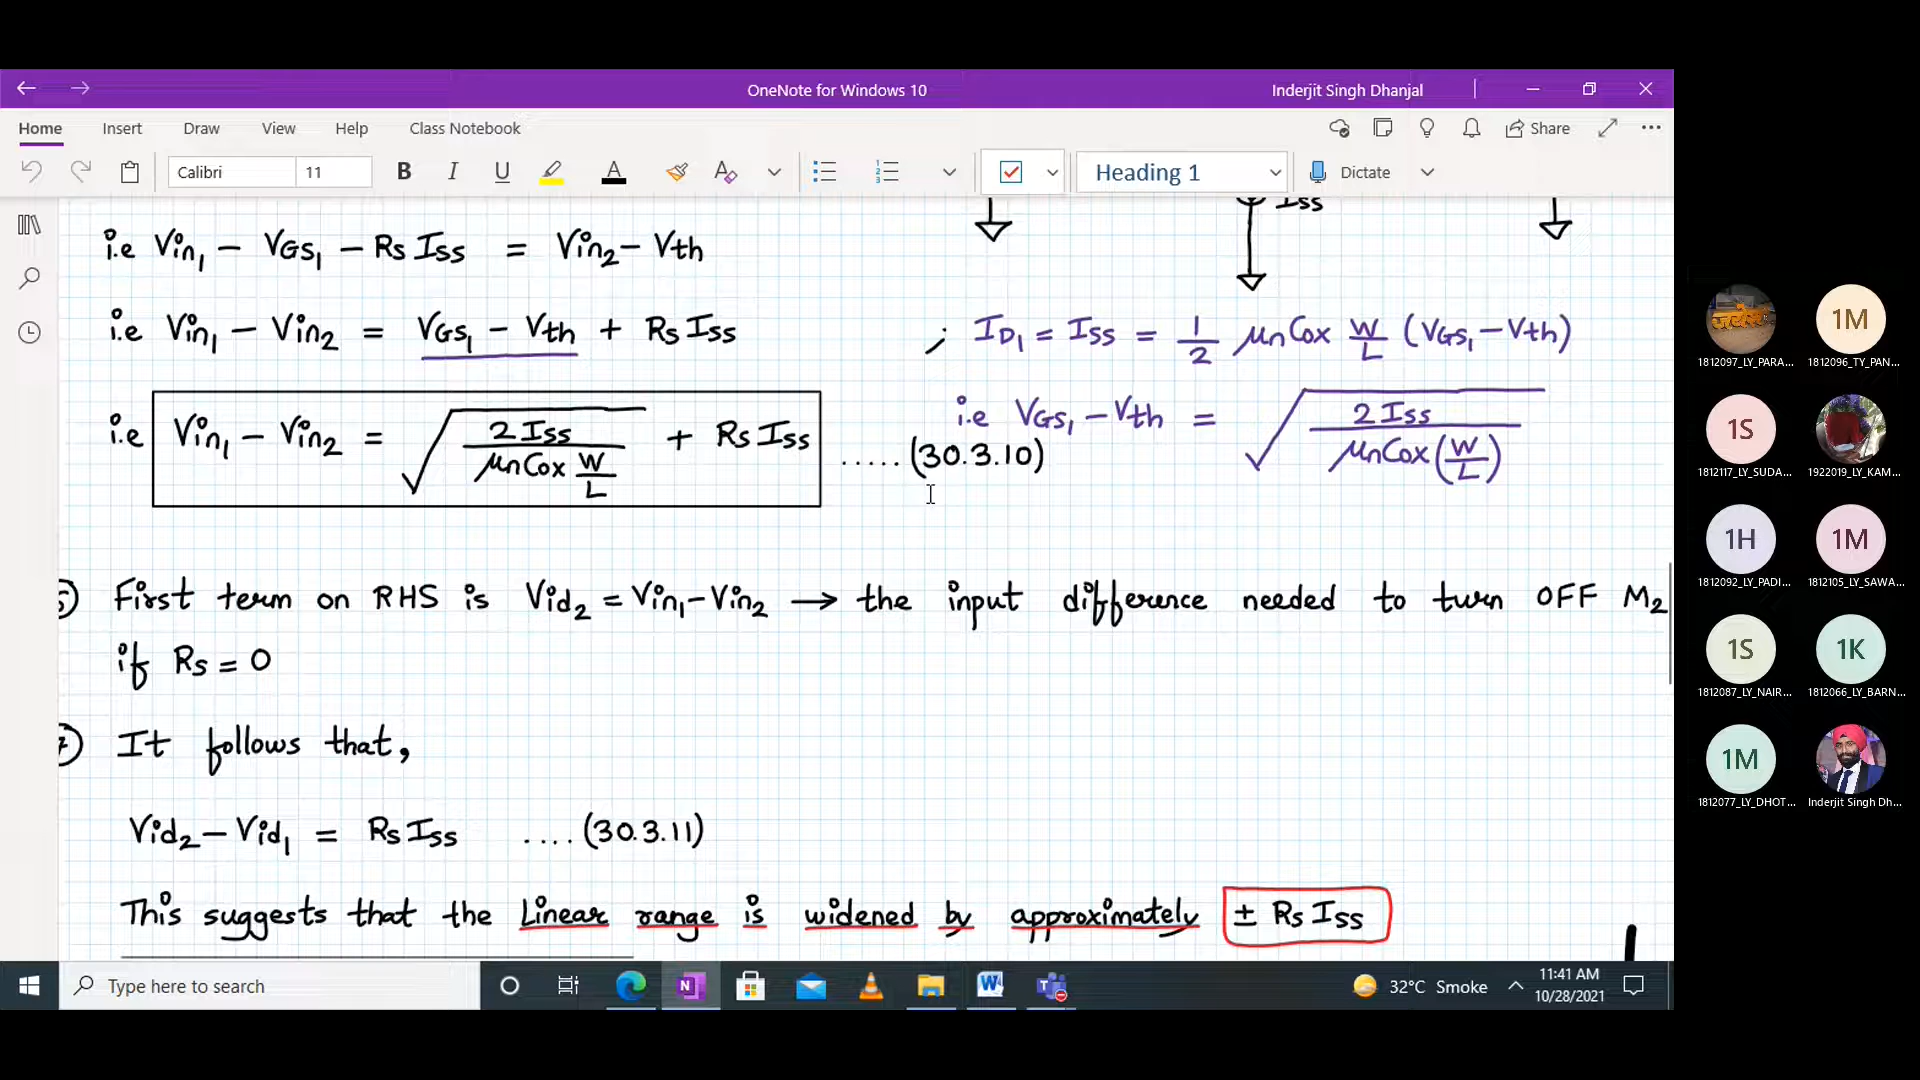 OneNote for Windows 10
Inderjit Singh Dhanjal
Home Insert Draw View Help Class Notebook
Share
Calibri 11 B I U A Heading 1 Dictate
Iss
i.e Vin₁ - VGS₁ - Rs Iss = Vin₂ - Vth
i.e Vin₁ - Vin₂ = VGS₁ - Vth + Rs Iss ; ID₁ = Iss = 1/2 μnCox W/L (VGS₁ - Vth)
i.e Vin₁ - Vin₂ = √(2 Iss / μnCox W/L) + Rs Iss ..... (30.3.10)
i.e VGS₁ - Vth = √(2 Iss / μnCox (W/L))
) First term on RHS is Vid₂ = Vin₁ - Vin₂ → the input difference needed to turn OFF M₂
if Rs = 0
) It follows that,
Vid₂ - Vid₁ = Rs Iss .... (30.3.11)
This suggests that the Linear range is widened by approximately ± Rs Iss
Type here to search
32°C Smoke
11:41 AM
10/28/2021
1M
1812097_LY_PARA... 1812096_TY_PAN...
1S
1812117_LY_SUDA... 1922019_LY_KAM...
1H 1M
1812092_LY_PADI... 1812105_LY_SAWA...
1S 1K
1812087_LY_NAIR... 1812066_LY_BARN...
1M
1812077_LY_DHOT... Inderjit Singh Dh...